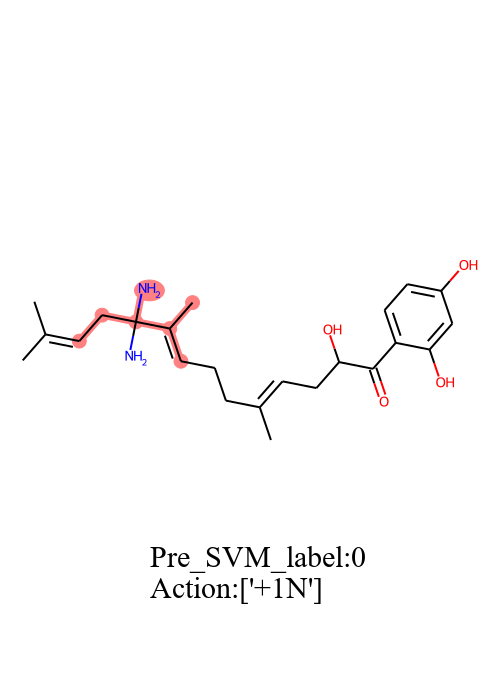 OH
NH2
OH
NH2
OH
O
Pre_SVM_label:0
Action:['+1N']